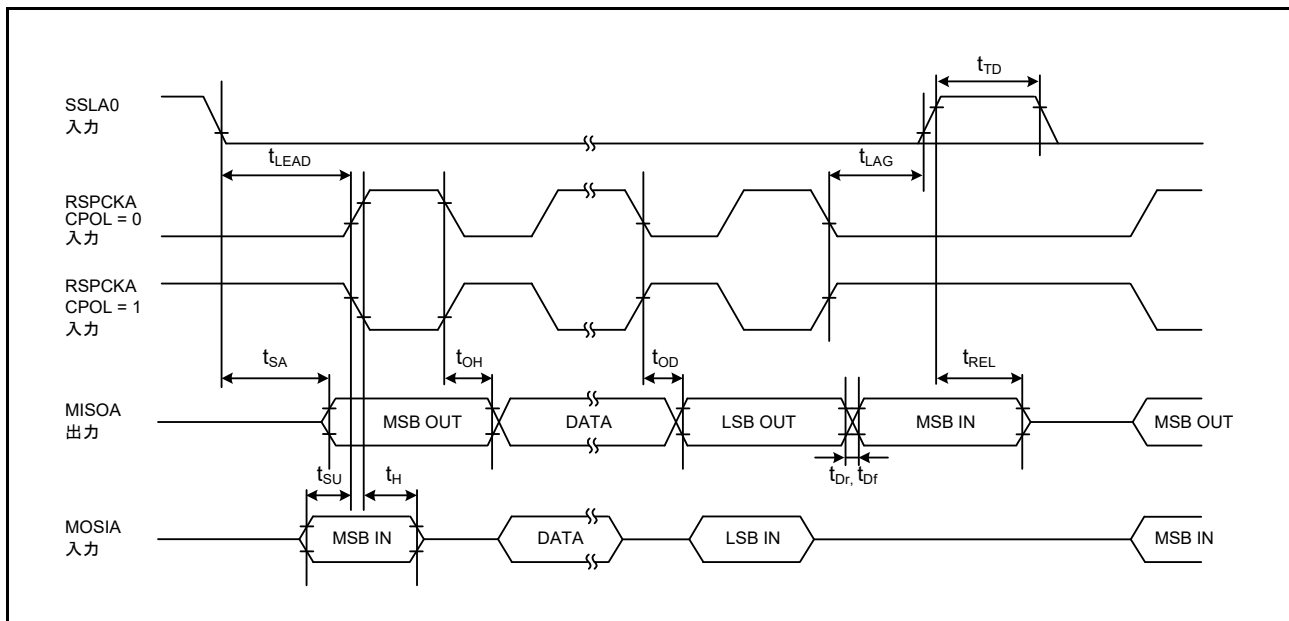 t_TD
SSLA0
入力
t_LEAD
t_LAG
RSPCKA
CPOL = 0
入力
RSPCKA
CPOL = 1
入力
t_SA
t_OH
t_OD
t_REL
MISOA
出力
MSB OUT
DATA
LSB OUT
MSB IN
MSB OUT
t_SU
t_H
t_Dr, t_Df
MOSIA
入力
MSB IN
DATA
LSB IN
MSB IN